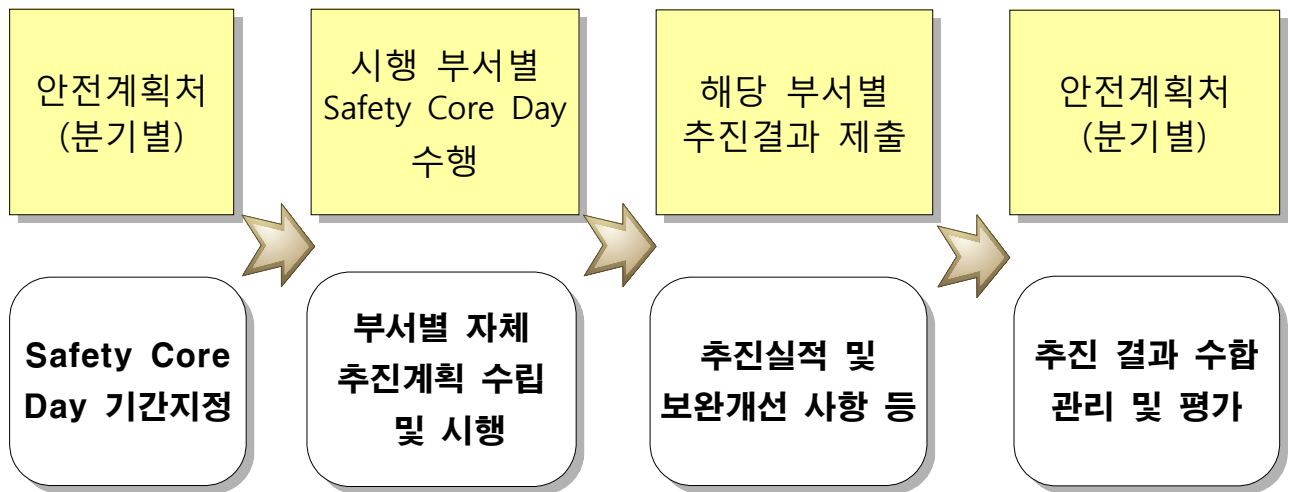 안전계획처
(분기별)
시행 부서별
Safety Core Day
수행
해당 부서별
추진결과 제출
안전계획처
(분기별)
Safety Core
Day 기간지정
부서별 자체
추진계획 수립
및 시행
추진실적 및
보완개선 사항 등
추진 결과 수합
관리 및 평가